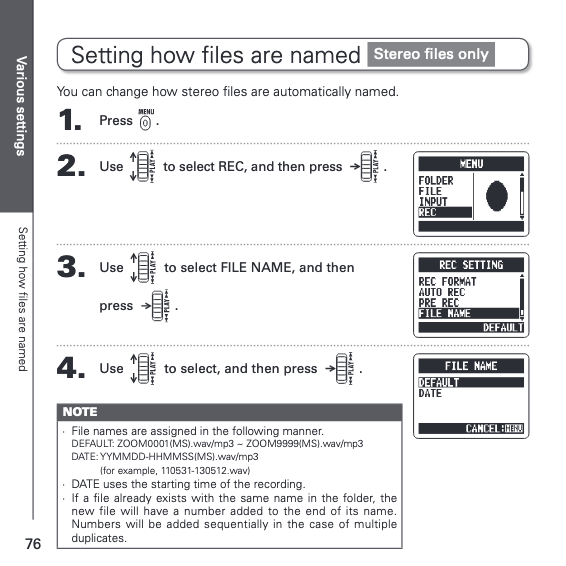 Various settings
Setting how files are named
Setting how files are named Stereo files only
You can change how stereo files are automatically named.
1. Press MENU .
2. Use PLAY to select REC, and then press PLAY .
MENU
FOLDER
FILE
INPUT
REC
3. Use PLAY to select FILE NAME, and then
press PLAY .
REC SETTING
REC FORMAT
AUTO REC
PRE REC
FILE NAME
DEFAULT
4. Use PLAY to select, and then press PLAY .
FILE NAME
DEFAULT
DATE
CANCEL:MENU
NOTE
· File names are assigned in the following manner.
DEFAULT: ZOOM0001(MS).wav/mp3 ~ ZOOM9999(MS).wav/mp3
DATE: YYMMDD-HHMMSS(MS).wav/mp3
(for example, 110531-130512.wav)
· DATE uses the starting time of the recording.
· If a file already exists with the same name in the folder, the
new file will have a number added to the end of its name.
Numbers will be added sequentially in the case of multiple
duplicates.
76